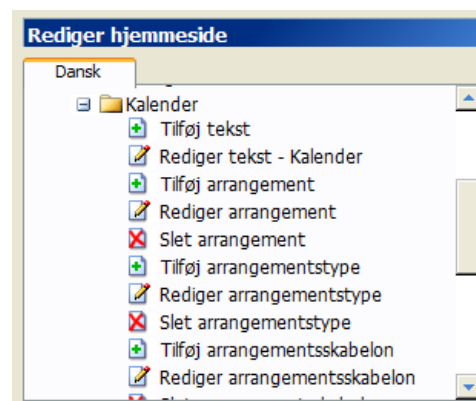 Rediger hjemmeside
Dansk
Kalender
Tilføj tekst
Rediger tekst - Kalender
Tilføj arrangement
Rediger arrangement
Slet arrangement
Tilføj arrangementstype
Rediger arrangementstype
Slet arrangementstype
Tilføj arrangementsskabelon
Rediger arrangementsskabelon